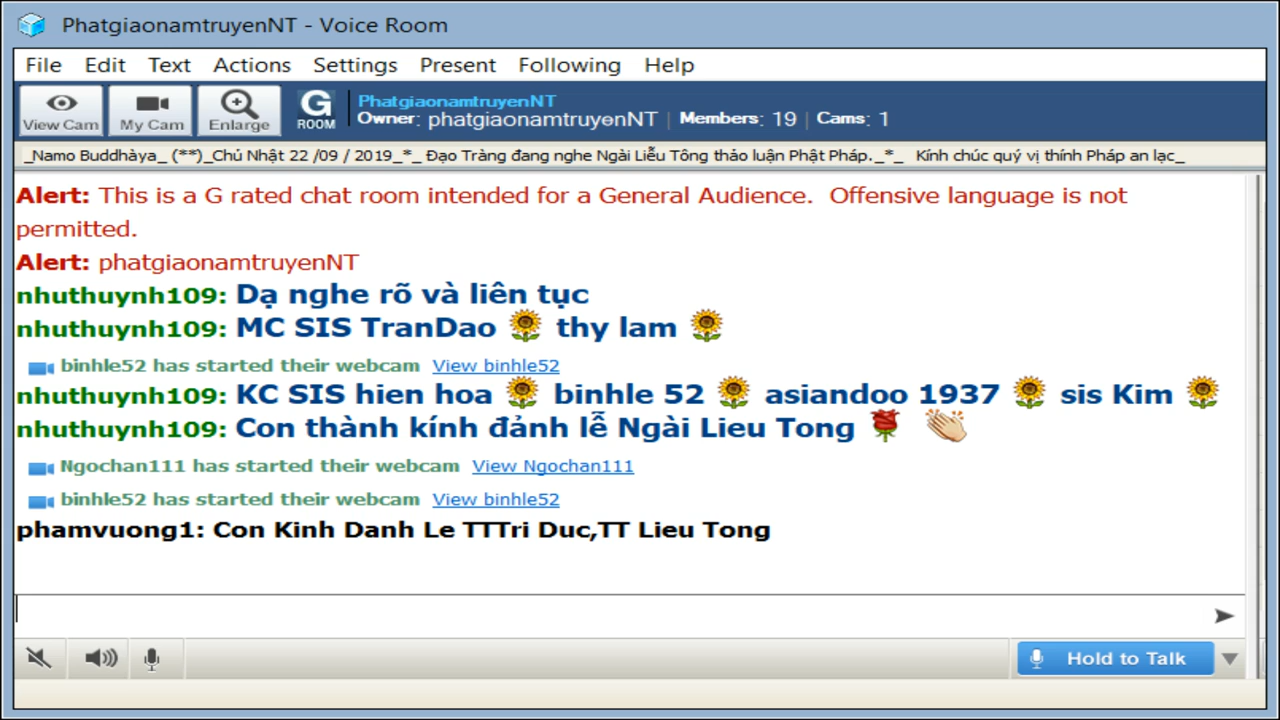 PhatgiaonamtruyenNT - Voice Room
File Edit Text Actions Settings Present Following Help
View Cam My Cam Enlarge G ROOM
PhatgiaonamtruyenNT
Owner: phatgiaonamtruyenNT | Members: 19 | Cams: 1
_Namo Buddhàya_ (**)_Chủ Nhật 22 /09 / 2019_*_ Đạo Tràng đang nghe Ngài Liễu Tông thảo luận Phật Pháp._*_ Kính chúc quý vị thính Pháp an lạc_
Alert: This is a G rated chat room intended for a General Audience. Offensive language is not
permitted.
Alert: phatgiaonamtruyenNT
nhuthuynh109: Dạ nghe rõ và liên tục
nhuthuynh109: MC SIS TranDao 🌻 thy lam 🌻
binhle52 has started their webcam View binhle52
nhuthuynh109: KC SIS hien hoa 🌻 binhle 52 🌻 asiandoo 1937 🌻 sis Kim 🌻
nhuthuynh109: Con thành kính đảnh lễ Ngài Lieu Tong 🌹 👏
Ngochan111 has started their webcam View Ngochan111
binhle52 has started their webcam View binhle52
phamvuong1: Con Kinh Danh Le TTTri Duc,TT Lieu Tong
Hold to Talk